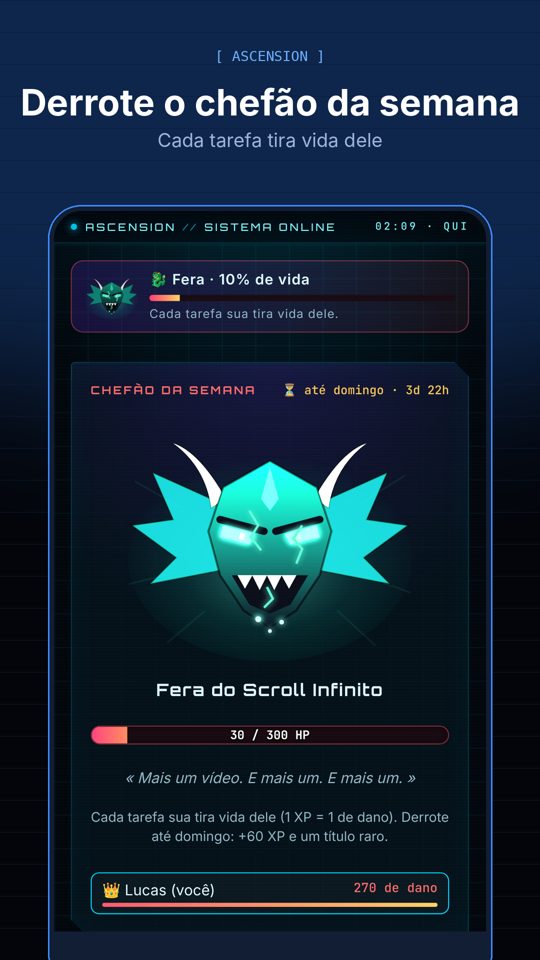 [ ASCENSION ]
Derrote o chefão da semana
Cada tarefa tira vida dele
ASCENSION // SISTEMA ONLINE
02:09 · QUI
🐉 Fera · 10% de vida
Cada tarefa sua tira vida dele.
CHEFÃO DA SEMANA
⏳ até domingo · 3d 22h
Fera do Scroll Infinito
30 / 300 HP
« Mais um vídeo. E mais um. E mais um. »
Cada tarefa sua tira vida dele (1 XP = 1 de dano). Derrote
até domingo: +60 XP e um título raro.
👑 Lucas (você)
270 de dano